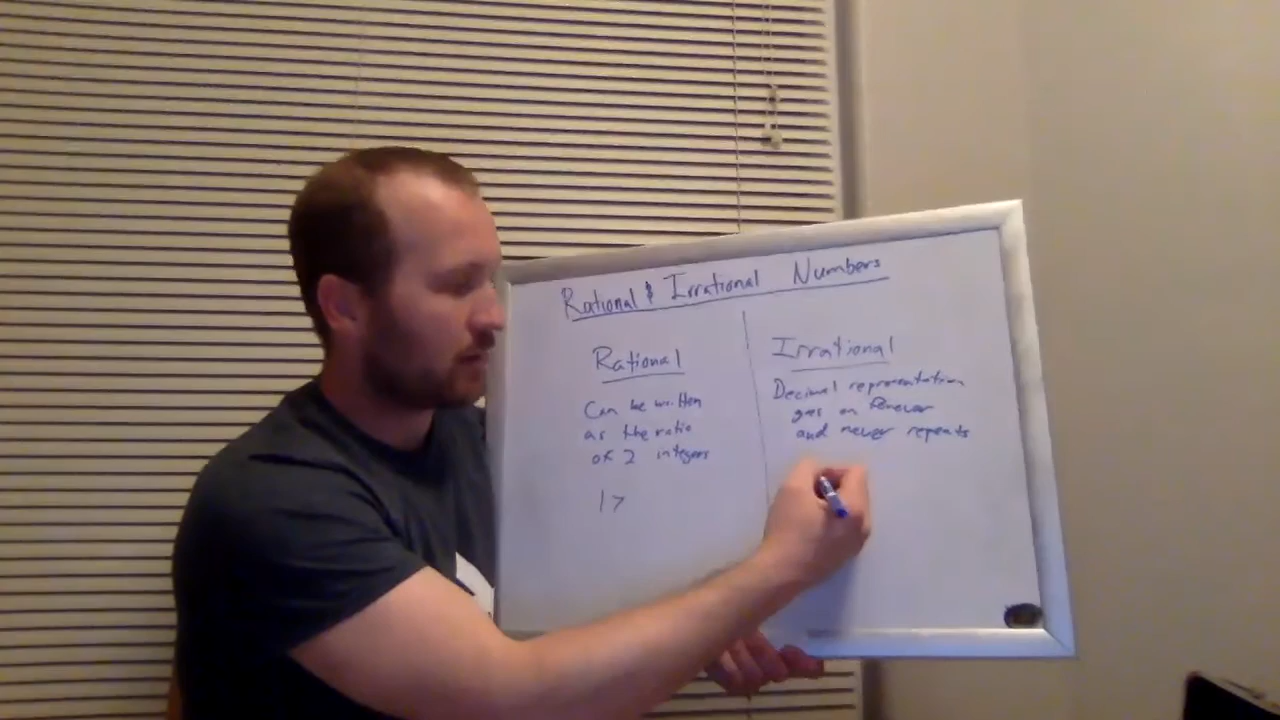 Rational & Irrational Numbers
Rational
Can be written
as the ratio
of 2 integers
Irrational
Decimal representation
goes on forever
and never repeats